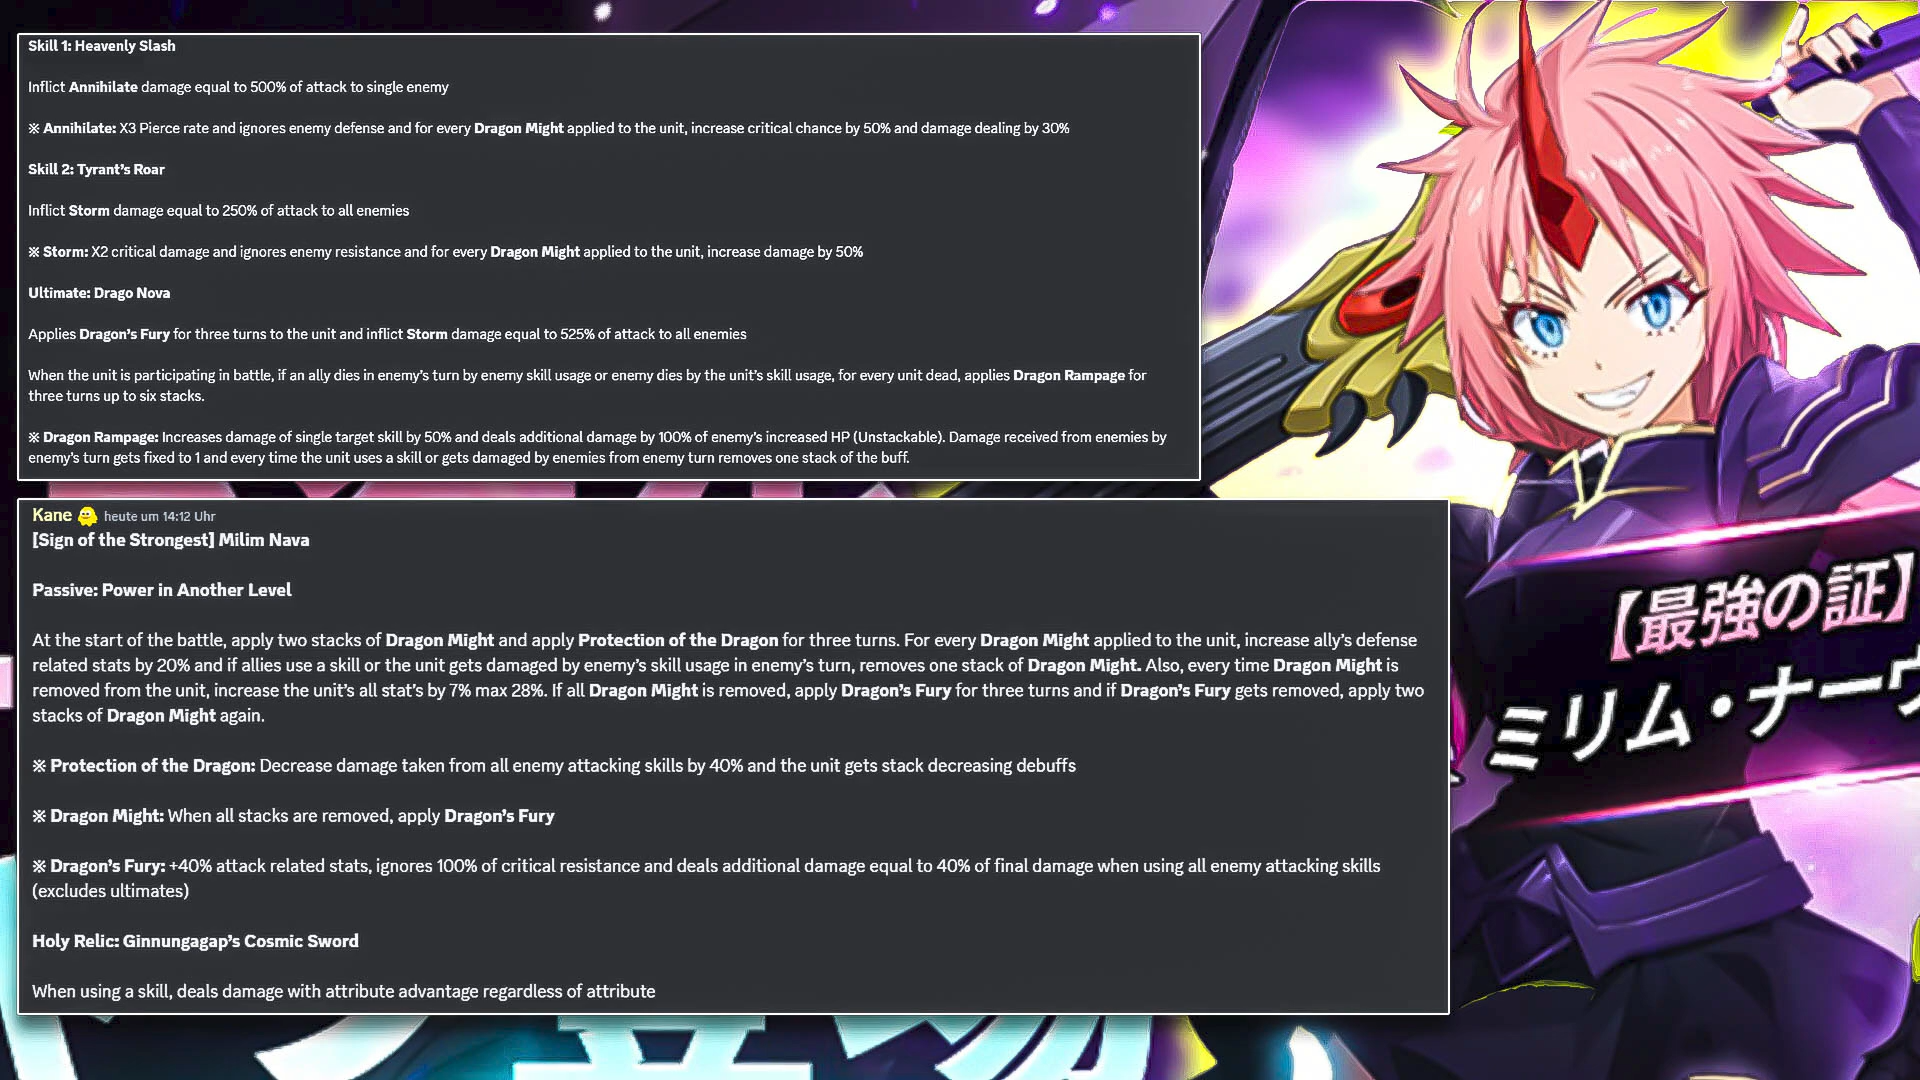 Skill 1: Heavenly Slash
Inflict Annihilate damage equal to 500% of attack to single enemy
※ Annihilate: X3 Pierce rate and ignores enemy defense and for every Dragon Might applied to the unit, increase critical chance by 50% and damage dealing by 30%
Skill 2: Tyrant’s Roar
Inflict Storm damage equal to 250% of attack to all enemies
※ Storm: X2 critical damage and ignores enemy resistance and for every Dragon Might applied to the unit, increase damage by 50%
Ultimate: Drago Nova
Applies Dragon’s Fury for three turns to the unit and inflict Storm damage equal to 525% of attack to all enemies
When the unit is participating in battle, if an ally dies in enemy’s turn by enemy skill usage or enemy dies by the unit’s skill usage, for every unit dead, applies Dragon Rampage for
three turns up to six stacks.
※ Dragon Rampage: Increases damage of single target skill by 50% and deals additional damage by 100% of enemy’s increased HP (Unstackable). Damage received from enemies by
enemy’s turn gets fixed to 1 and every time the unit uses a skill or gets damaged by enemies from enemy turn removes one stack of the buff.
Kane heute um 14:12 Uhr
[Sign of the Strongest] Milim Nava
Passive: Power in Another Level
At the start of the battle, apply two stacks of Dragon Might and apply Protection of the Dragon for three turns. For every Dragon Might applied to the unit, increase ally’s defense
related stats by 20% and if allies use a skill or the unit gets damaged by enemy’s skill usage in enemy’s turn, removes one stack of Dragon Might. Also, every time Dragon Might is
removed from the unit, increase the unit’s all stat’s by 7% max 28%. If all Dragon Might is removed, apply Dragon’s Fury for three turns and if Dragon’s Fury gets removed, apply two
stacks of Dragon Might again.
※ Protection of the Dragon: Decrease damage taken from all enemy attacking skills by 40% and the unit gets stack decreasing debuffs
※ Dragon Might: When all stacks are removed, apply Dragon’s Fury
※ Dragon’s Fury: +40% attack related stats, ignores 100% of critical resistance and deals additional damage equal to 40% of final damage when using all enemy attacking skills
(excludes ultimates)
Holy Relic: Ginnungagap’s Cosmic Sword
When using a skill, deals damage with attribute advantage regardless of attribute
【最強の証】
ミリム・ナーヴ